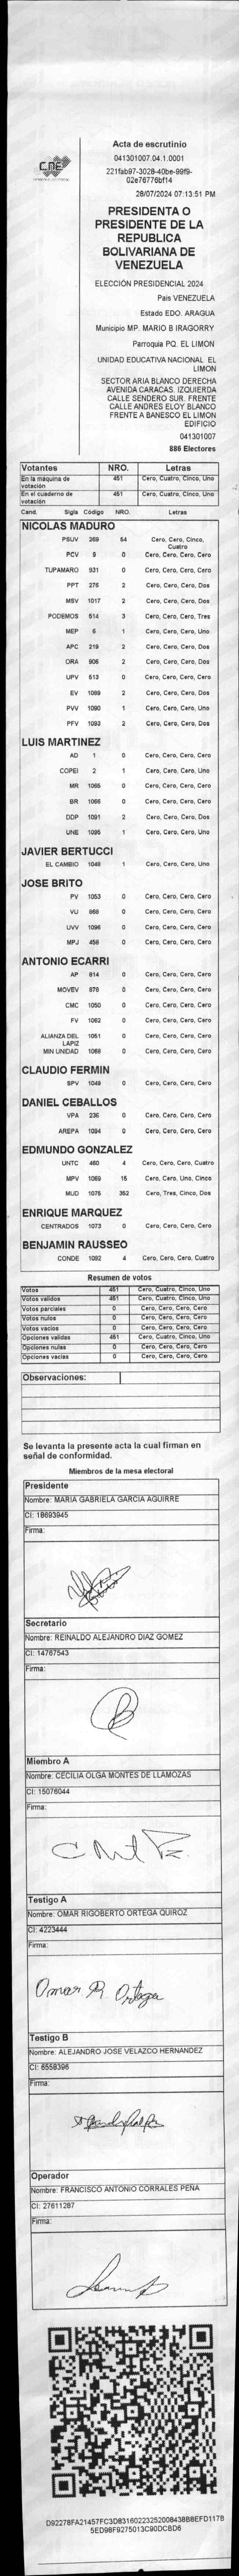 CNE
Acta de escrutinio
041301007.04.1.0001
221fab97-3028-40be-99f9-
02e76776bf14
28/07/2024 07:13:51 PM
PRESIDENTA O
PRESIDENTE DE LA
REPUBLICA
BOLIVARIANA DE
VENEZUELA
ELECCIÓN PRESIDENCIAL 2024
Pais VENEZUELA
Estado EDO. ARAGUA
Municipio MP. MARIO B IRAGORRY
Parroquia PQ. EL LIMON
UNIDAD EDUCATIVA NACIONAL EL
LIMON
SECTOR ARIA BLANCO DERECHA
AVENIDA CARACAS. IZQUIERDA
CALLE SENDERO SUR. FRENTE
CALLE ANDRES ELOY BLANCO
FRENTE A BANESCO EL LIMON
EDIFICIO
041301007
886 Electores
Votantes NRO. Letras
En la máquina de votación 451 Cero, Cuatro, Cinco, Uno
En el cuaderno de votación 451 Cero, Cuatro, Cinco, Uno
Cand. Sigla Código NRO. Letras
NICOLAS MADURO
PSUV 269 54 Cero, Cero, Cinco, Cuatro
PCV 9 0 Cero, Cero, Cero, Cero
TUPAMARO 931 0 Cero, Cero, Cero, Cero
PPT 276 2 Cero, Cero, Cero, Dos
MSV 1017 2 Cero, Cero, Cero, Dos
PODEMOS 514 3 Cero, Cero, Cero, Tres
MEP 6 1 Cero, Cero, Cero, Uno
APC 219 2 Cero, Cero, Cero, Dos
ORA 906 2 Cero, Cero, Cero, Dos
UPV 613 0 Cero, Cero, Cero, Cero
EV 1089 2 Cero, Cero, Cero, Dos
PVV 1090 1 Cero, Cero, Cero, Uno
PFV 1093 2 Cero, Cero, Cero, Dos
LUIS MARTINEZ
AD 1 0 Cero, Cero, Cero, Cero
COPEI 2 1 Cero, Cero, Cero, Uno
MR 1065 0 Cero, Cero, Cero, Cero
BR 1066 0 Cero, Cero, Cero, Cero
DDP 1091 2 Cero, Cero, Cero, Dos
UNE 1095 1 Cero, Cero, Cero, Uno
JAVIER BERTUCCI
EL CAMBIO 1048 1 Cero, Cero, Cero, Uno
JOSE BRITO
PV 1053 0 Cero, Cero, Cero, Cero
VU 868 0 Cero, Cero, Cero, Cero
UVV 1096 0 Cero, Cero, Cero, Cero
MPJ 458 0 Cero, Cero, Cero, Cero
ANTONIO ECARRI
AP 814 0 Cero, Cero, Cero, Cero
MOVEV 878 0 Cero, Cero, Cero, Cero
CMC 1050 0 Cero, Cero, Cero, Cero
FV 1062 0 Cero, Cero, Cero, Cero
ALIANZA DEL LAPIZ 1051 0 Cero, Cero, Cero, Cero
MIN UNIDAD 1068 0 Cero, Cero, Cero, Cero
CLAUDIO FERMIN
SPV 1049 0 Cero, Cero, Cero, Cero
DANIEL CEBALLOS
VPA 236 0 Cero, Cero, Cero, Cero
AREPA 1094 0 Cero, Cero, Cero, Cero
EDMUNDO GONZALEZ
UNTC 460 4 Cero, Cero, Cero, Cuatro
MPV 1069 15 Cero, Cero, Uno, Cinco
MUD 1075 352 Cero, Tres, Cinco, Dos
ENRIQUE MARQUEZ
CENTRADOS 1073 0 Cero, Cero, Cero, Cero
BENJAMIN RAUSSEO
CONDE 1092 4 Cero, Cero, Cero, Cuatro
Resumen de votos
Votos 451 Cero, Cuatro, Cinco, Uno
Votos validos 451 Cero, Cuatro, Cinco, Uno
Votos parciales 0 Cero, Cero, Cero, Cero
Votos nulos 0 Cero, Cero, Cero, Cero
Votos vacios 0 Cero, Cero, Cero, Cero
Opciones validas 451 Cero, Cuatro, Cinco, Uno
Opciones nulas 0 Cero, Cero, Cero, Cero
Opciones vacias 0 Cero, Cero, Cero, Cero
Observaciones:
Se levanta la presente acta la cual firman en
señal de conformidad.
Miembros de la mesa electoral
Presidente
Nombre: MARIA GABRIELA GARCIA AGUIRRE
CI: 18693945
Firma:
Secretario
Nombre: REINALDO ALEJANDRO DIAZ GOMEZ
CI: 14767543
Firma:
Miembro A
Nombre: CECILIA OLGA MONTES DE LLAMOZAS
CI: 15076044
Firma:
Testigo A
Nombre: OMAR RIGOBERTO ORTEGA QUIROZ
CI: 4223444
Firma:
Omar R Ortega
Testigo B
Nombre: ALEJANDRO JOSE VELAZCO HERNANDEZ
CI: 6558396
Firma:
Operador
Nombre: FRANCISCO ANTONIO CORRALES PEÑA
CI: 27611287
Firma:
D92278FA21457FC3D83160223252008438B8EFD117B
5ED98F9275013C90DCBD6